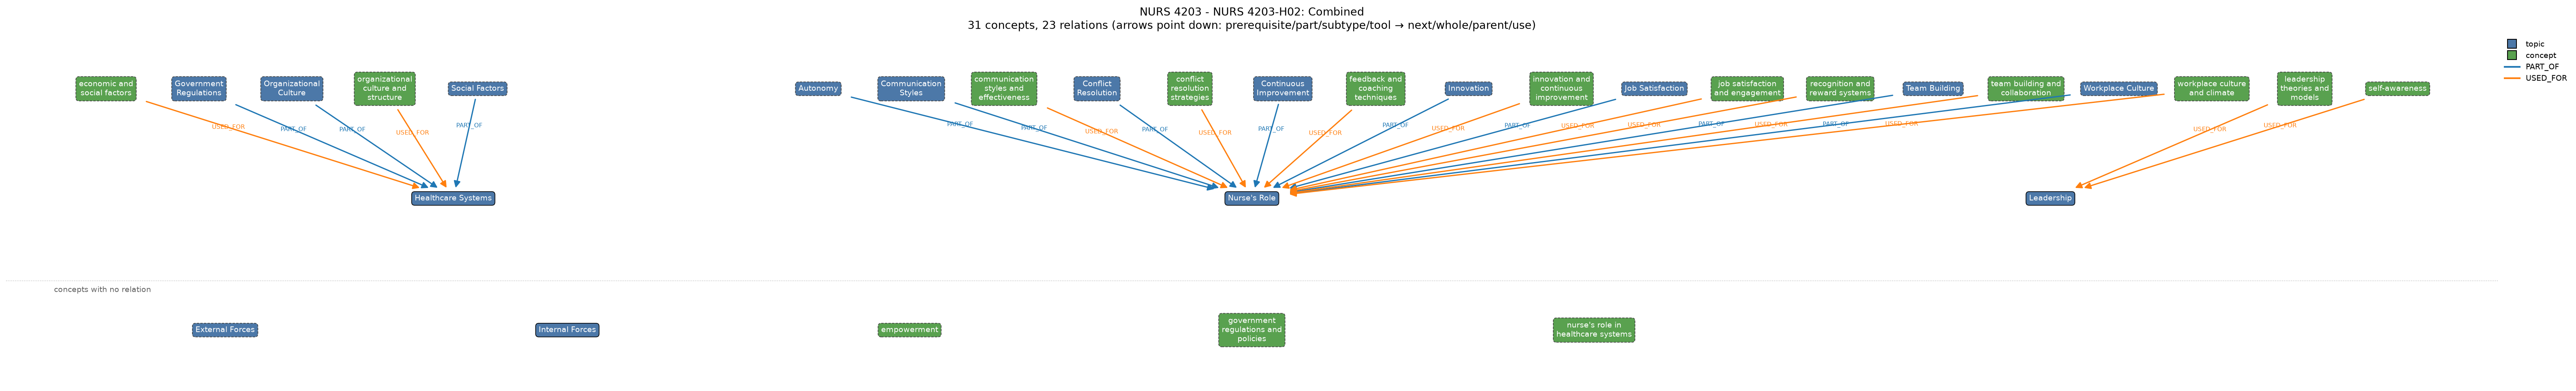 NURS 4203 - NURS 4203-H02: Combined
31 concepts, 23 relations (arrows point down: prerequisite/part/subtype/tool → next/whole/parent/use)
topic
concept
PART_OF
USED_FOR
economic and
social factors
Government
Regulations
Organizational
Culture
organizational
culture and
structure
Social Factors
Autonomy
Communication
Styles
communication
styles and
effectiveness
Conflict
Resolution
conflict
resolution
strategies
Continuous
Improvement
feedback and
coaching
techniques
Innovation
innovation and
continuous
improvement
Job Satisfaction
job satisfaction
and engagement
recognition and
reward systems
Team Building
team building and
collaboration
Workplace Culture
workplace culture
and climate
leadership
theories and
models
self-awareness
USED_FOR
PART_OF
PART_OF
USED_FOR
PART_OF
PART_OF
PART_OF
USED_FOR
PART_OF
USED_FOR
PART_OF
USED_FOR
PART_OF
USED_FOR
PART_OF
USED_FOR
USED_FOR
PART_OF
USED_FOR
PART_OF
USED_FOR
USED_FOR
USED_FOR
Healthcare Systems
Nurse's Role
Leadership
concepts with no relation
External Forces
Internal Forces
empowerment
government
regulations and
policies
nurse's role in
healthcare systems